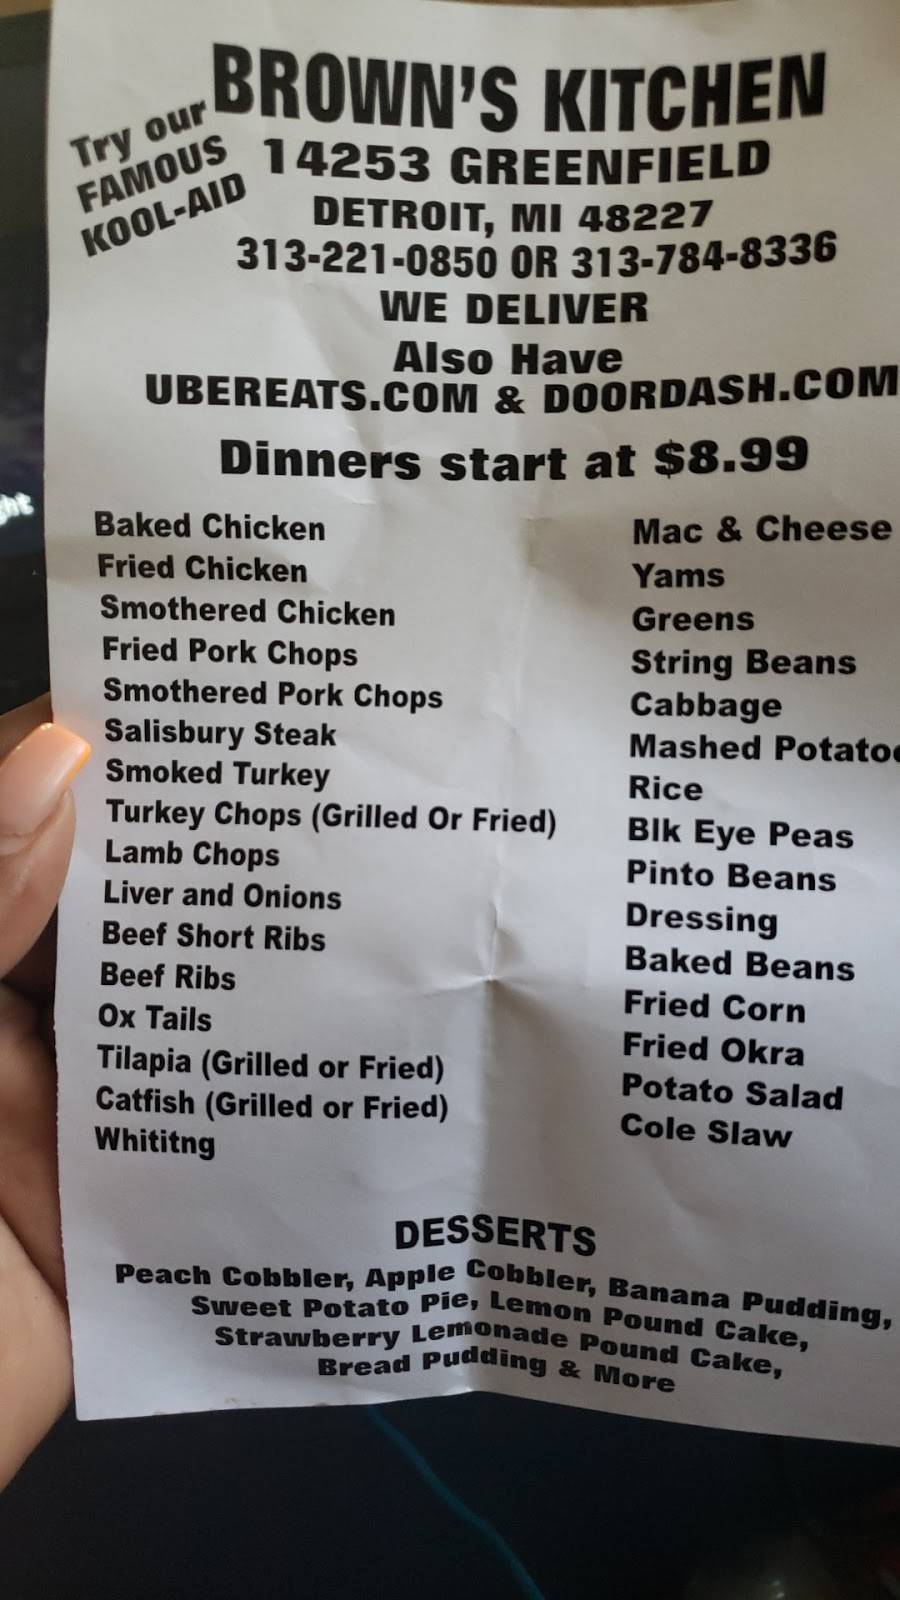 BROWN'S KITCHEN
Try our
FAMOUS
KOOL-AID
14253 GREENFIELD
DETROIT, MI 48227
313-221-0850 OR 313-784-8336
WE DELIVER
Also Have
UBEREATS.COM & DOORDASH.COM
Dinners start at $8.99
Baked Chicken
Fried Chicken
Smothered Chicken
Fried Pork Chops
Smothered Pork Chops
Salisbury Steak
Smoked Turkey
Turkey Chops (Grilled Or Fried)
Lamb Chops
Liver and Onions
Beef Short Ribs
Beef Ribs
Ox Tails
Tilapia (Grilled or Fried)
Catfish (Grilled or Fried)
Whititng
Mac & Cheese
Yams
Greens
String Beans
Cabbage
Mashed
Rice
Blk Eye Peas
Pinto Beans
Dressing
Baked Beans
Fried Corn
Fried Okra
Potato Salad
Cole Slaw
DESSERTS
Peach Cobbler, Apple Cobbler, Banana Pudding,
Sweet Potato Pie, Lemon Pound Cake,
Strawberry Lemonade Pound Cake,
Bread Pudding & More